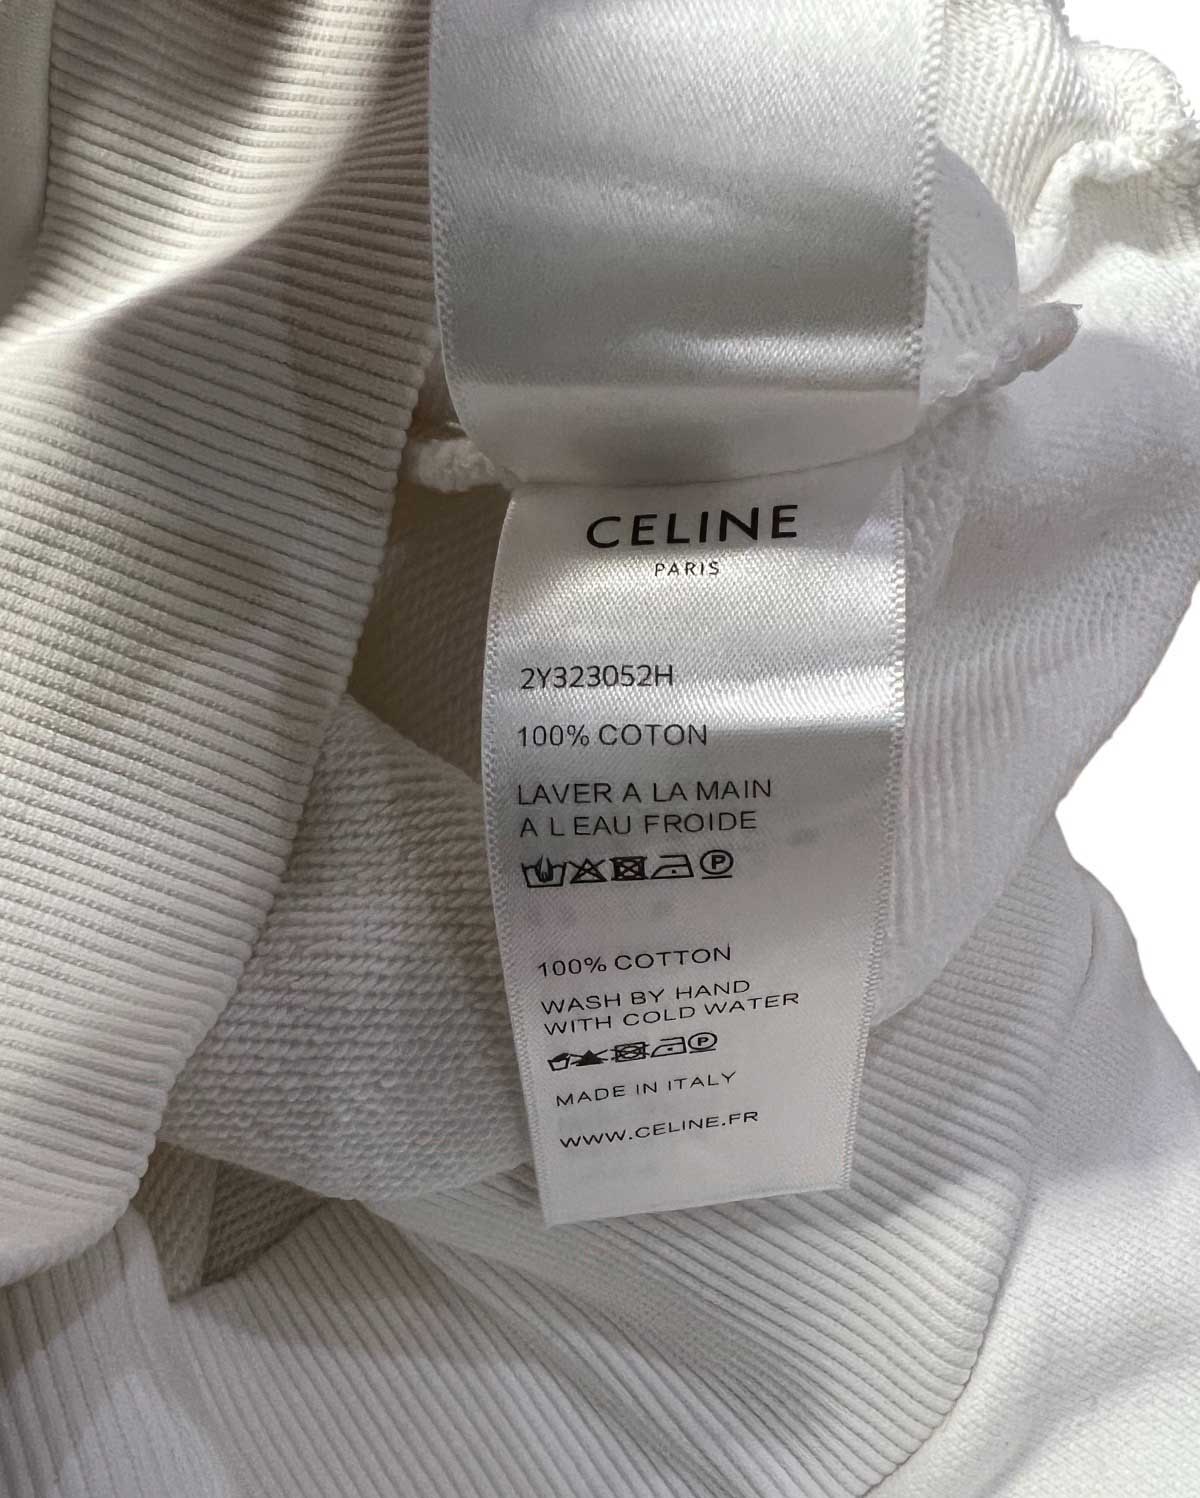 CELINE
PARIS
2Y323052H
100% COTON
LAVER A LA MAIN
A L EAU FROIDE
P
100% COTTON
WASH BY HAND
WITH COLD WATER
P
MADE IN ITALY
WWW.CELINE.FR